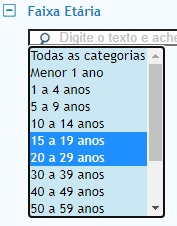 Faixa Etária
Digite o texto e ache
Todas as categorias
Menor 1 ano
1 a 4 anos
5 a 9 anos
10 a 14 anos
15 a 19 anos
20 a 29 anos
30 a 39 anos
40 a 49 anos
50 a 59 anos